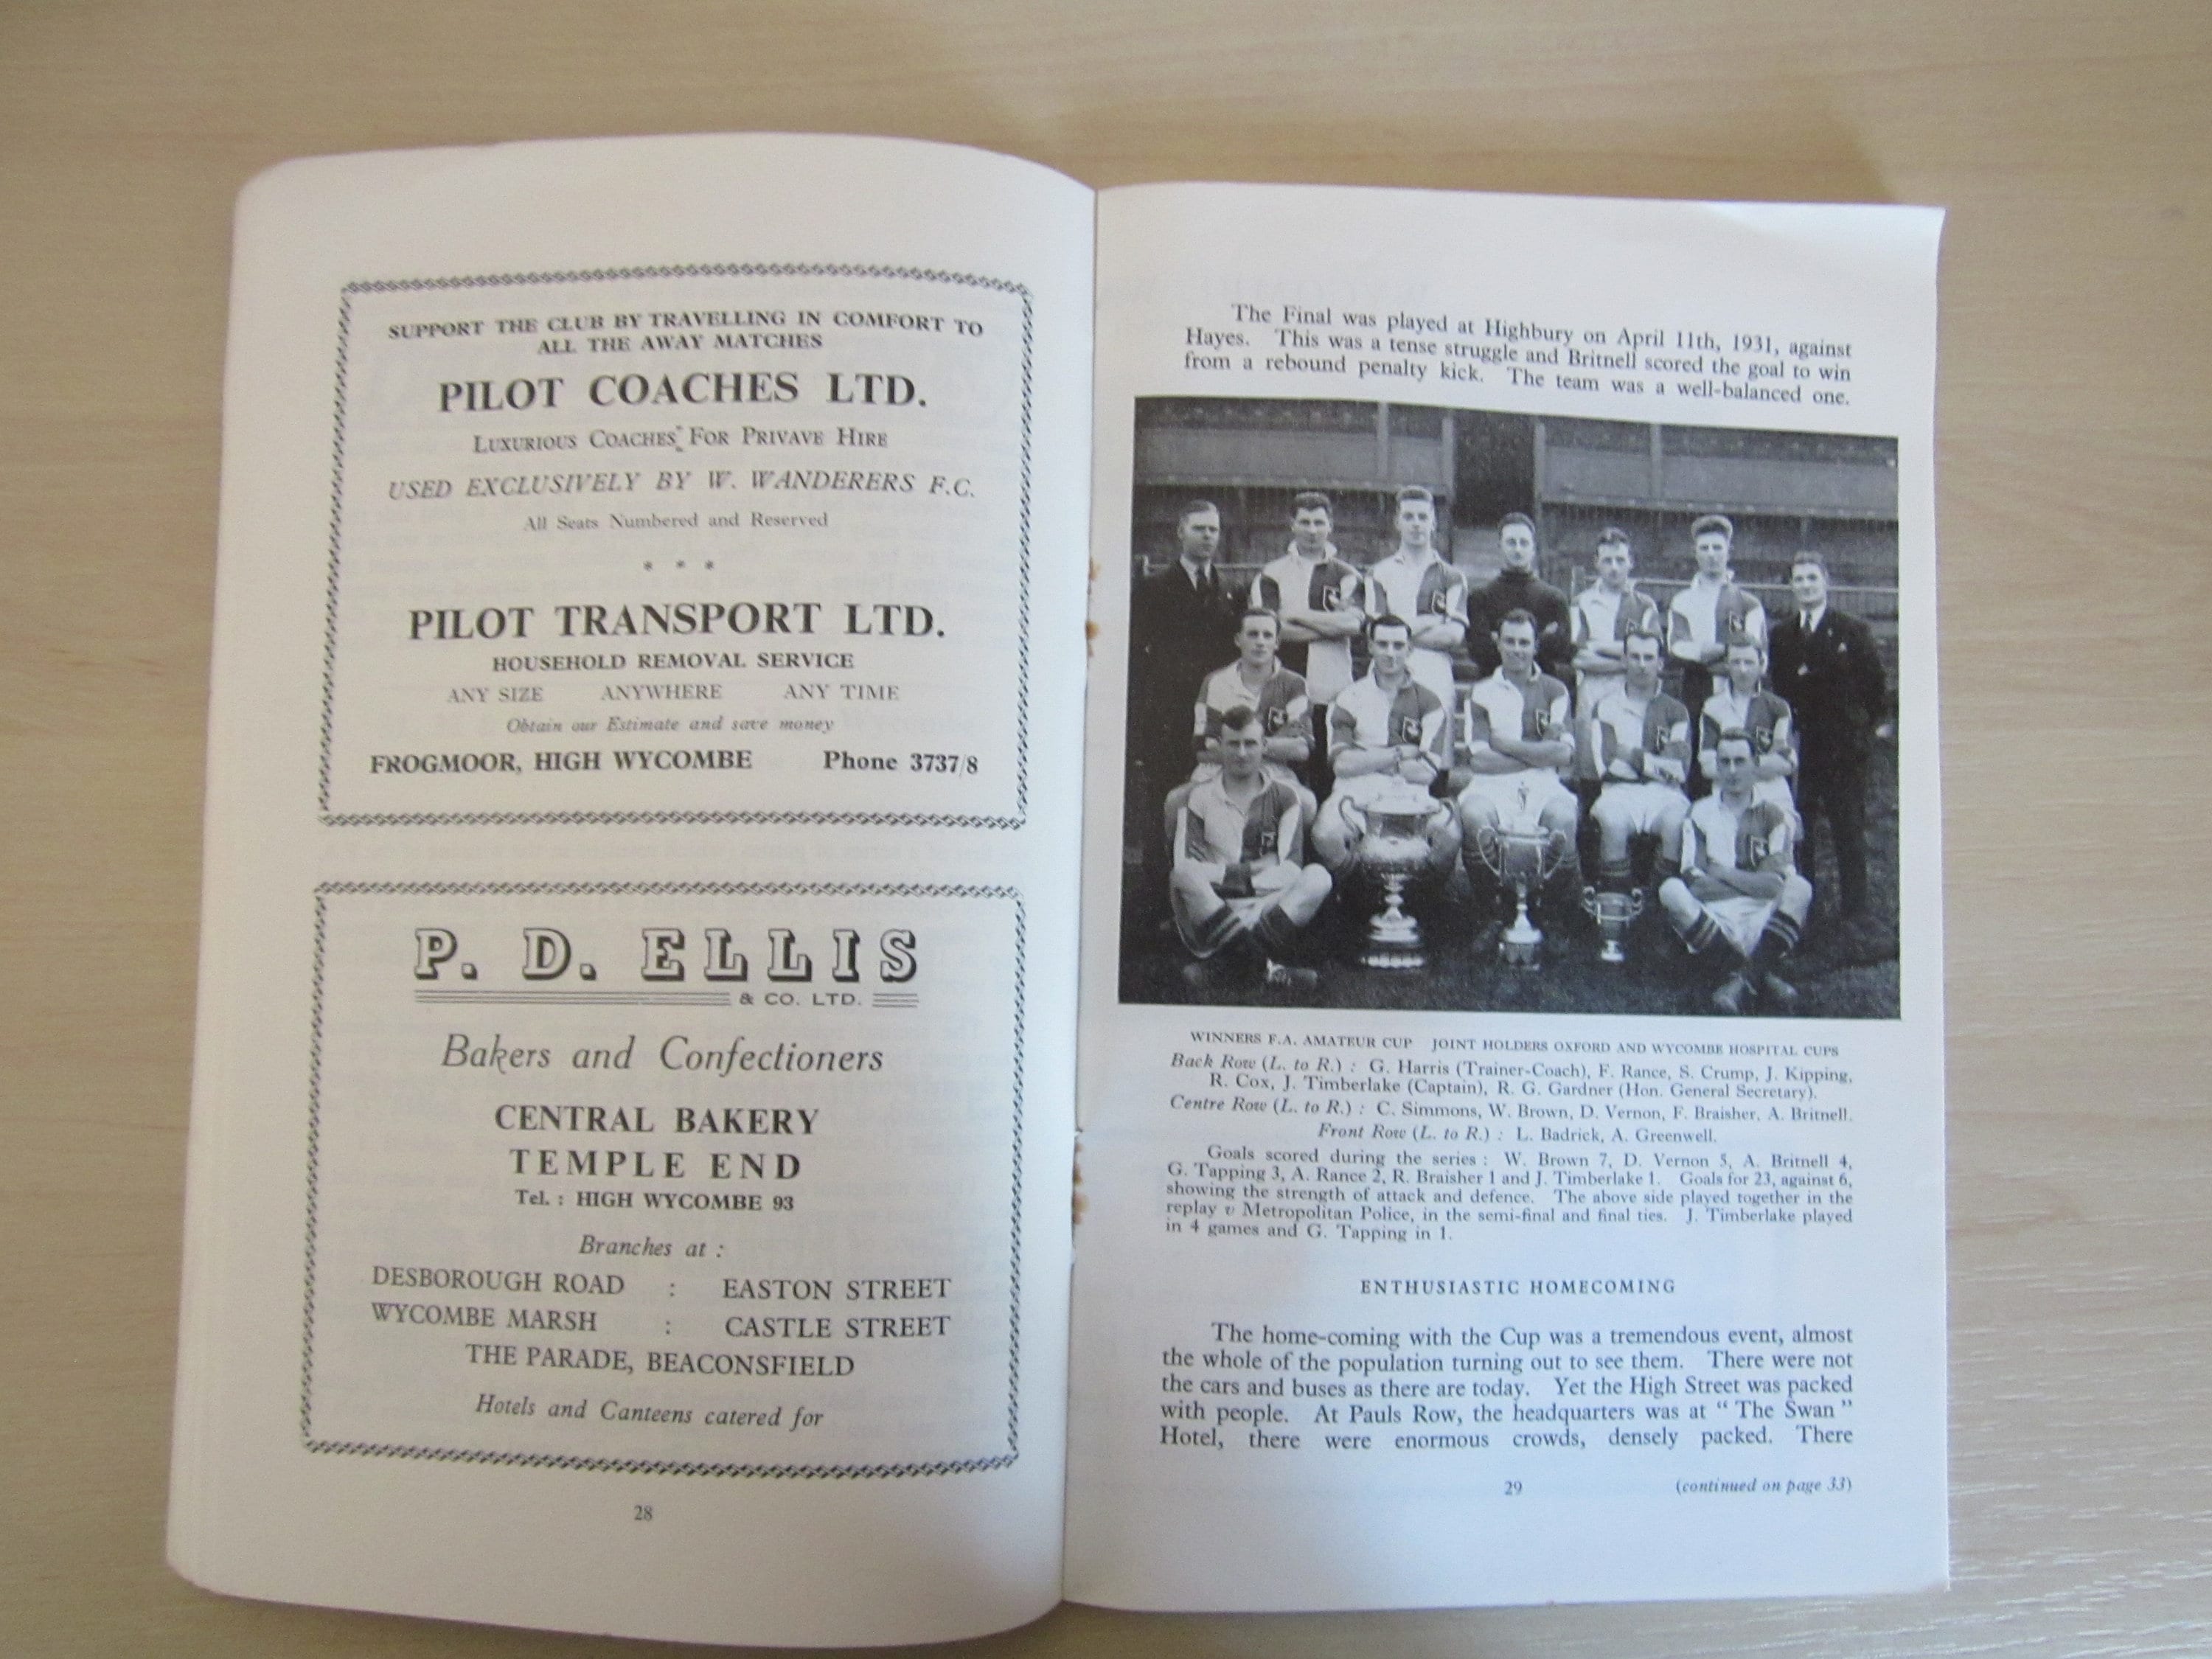 SUPPORT THE CLUB BY TRAVELLING IN COMFORT TO
ALL THE AWAY MATCHES
PILOT COACHES LTD.
LUXURIOUS COACHES FOR PRIVAVE HIRE
USED EXCLUSIVELY BY W. WANDERERS F.C.
All Seats Numbered and Reserved
* * *
PILOT TRANSPORT LTD.
HOUSEHOLD REMOVAL SERVICE
ANY SIZE ANYWHERE ANY TIME
Obtain our Estimate and save money
FROGMOOR, HIGH WYCOMBE Phone 3737/8
P. D. ELLIS
& CO. LTD.
Bakers and Confectioners
CENTRAL BAKERY
TEMPLE END
Tel. : HIGH WYCOMBE 93
Branches at :
DESBOROUGH ROAD : EASTON STREET
WYCOMBE MARSH : CASTLE STREET
THE PARADE, BEACONSFIELD
Hotels and Canteens catered for
28
The Final was played at Highbury on April 11th, 1931, against
Hayes. This was a tense struggle and Britnell scored the goal to win
from a rebound penalty kick. The team was a well-balanced one.
WINNERS F.A. AMATEUR CUP JOINT HOLDERS OXFORD AND WYCOMBE HOSPITAL CUPS
Back Row (L. to R.) : G. Harris (Trainer-Coach), F. Rance, S. Crump, J. Kipping,
R. Cox, J. Timberlake (Captain), R. G. Gardner (Hon. General Secretary).
Centre Row (L. to R.) : C. Simmons, W. Brown, D. Vernon, F. Braisher, A. Britnell.
Front Row (L. to R.) : L. Badrick, A. Greenwell.
Goals scored during the series : W. Brown 7, D. Vernon 5, A. Britnell 4,
G. Tapping 3, A. Rance 2, R. Braisher 1 and J. Timberlake 1. Goals for 23, against 6,
showing the strength of attack and defence. The above side played together in the
replay v Metropolitan Police, in the semi-final and final ties. J. Timberlake played
in 4 games and G. Tapping in 1.
ENTHUSIASTIC HOMECOMING
The home-coming with the Cup was a tremendous event, almost
the whole of the population turning out to see them. There were not
the cars and buses as there are today. Yet the High Street was packed
with people. At Pauls Row, the headquarters was at “ The Swan ”
Hotel, there were enormous crowds, densely packed. There
29 (continued on page 33)